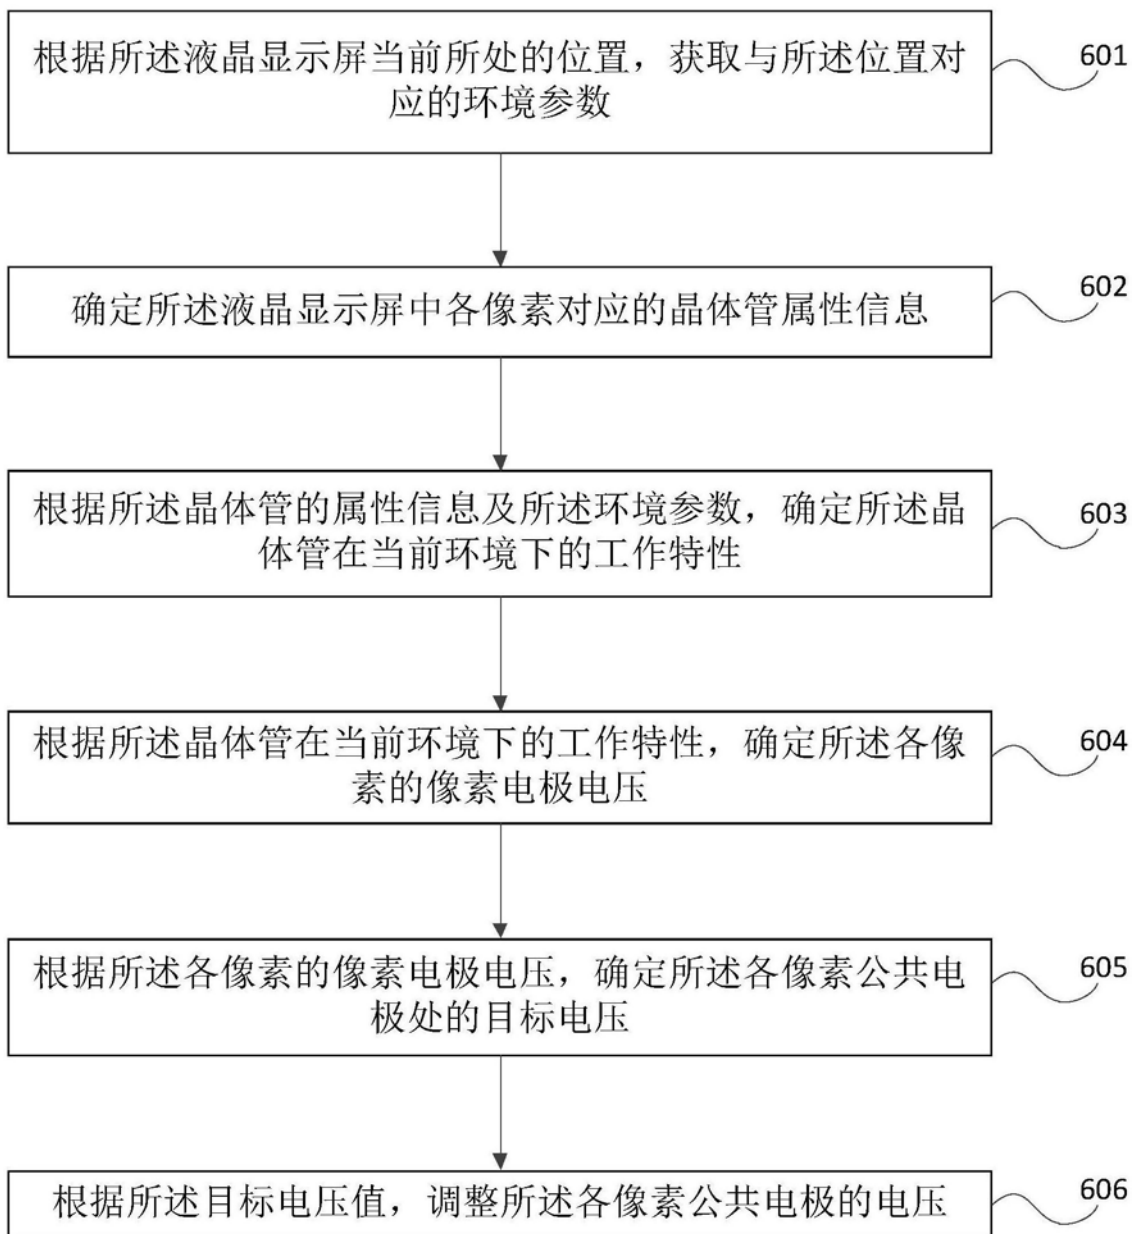 根据所述液晶显示屏当前所处的位置，获取与所述位置对
应的环境参数
601
确定所述液晶显示屏中各像素对应的晶体管属性信息
602
根据所述晶体管的属性信息及所述环境参数，确定所述晶
体管在当前环境下的工作特性
603
根据所述晶体管在当前环境下的工作特性，确定所述各像
素的像素电极电压
604
根据所述各像素的像素电极电压，确定所述各像素公共电
极处的目标电压
605
根据所述目标电压值，调整所述各像素公共电极的电压
606